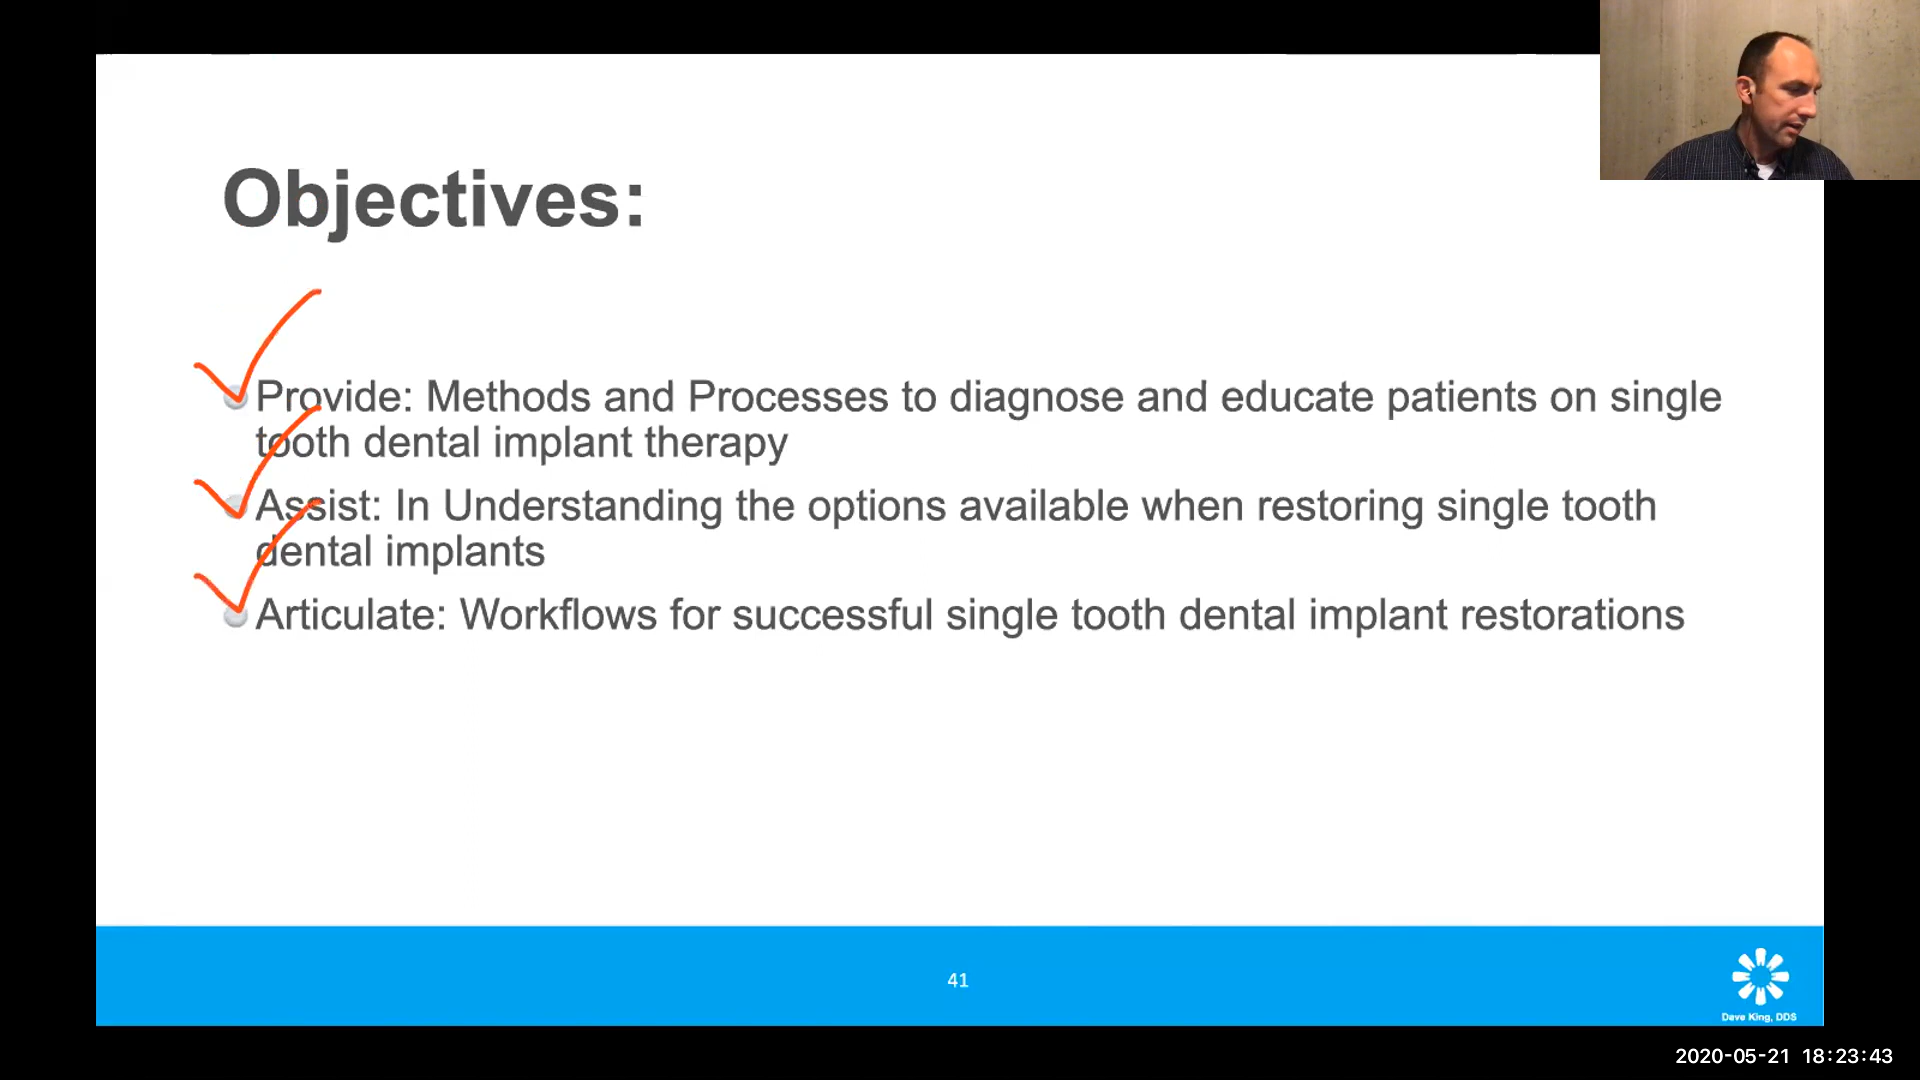 Objectives:
Provide: Methods and Processes to diagnose and educate patients on single
tooth dental implant therapy
Assist: In Understanding the options available when restoring single tooth
dental implants
Articulate: Workflows for successful single tooth dental implant restorations
41
Dave King, DDS
2020-05-21 18:23:43